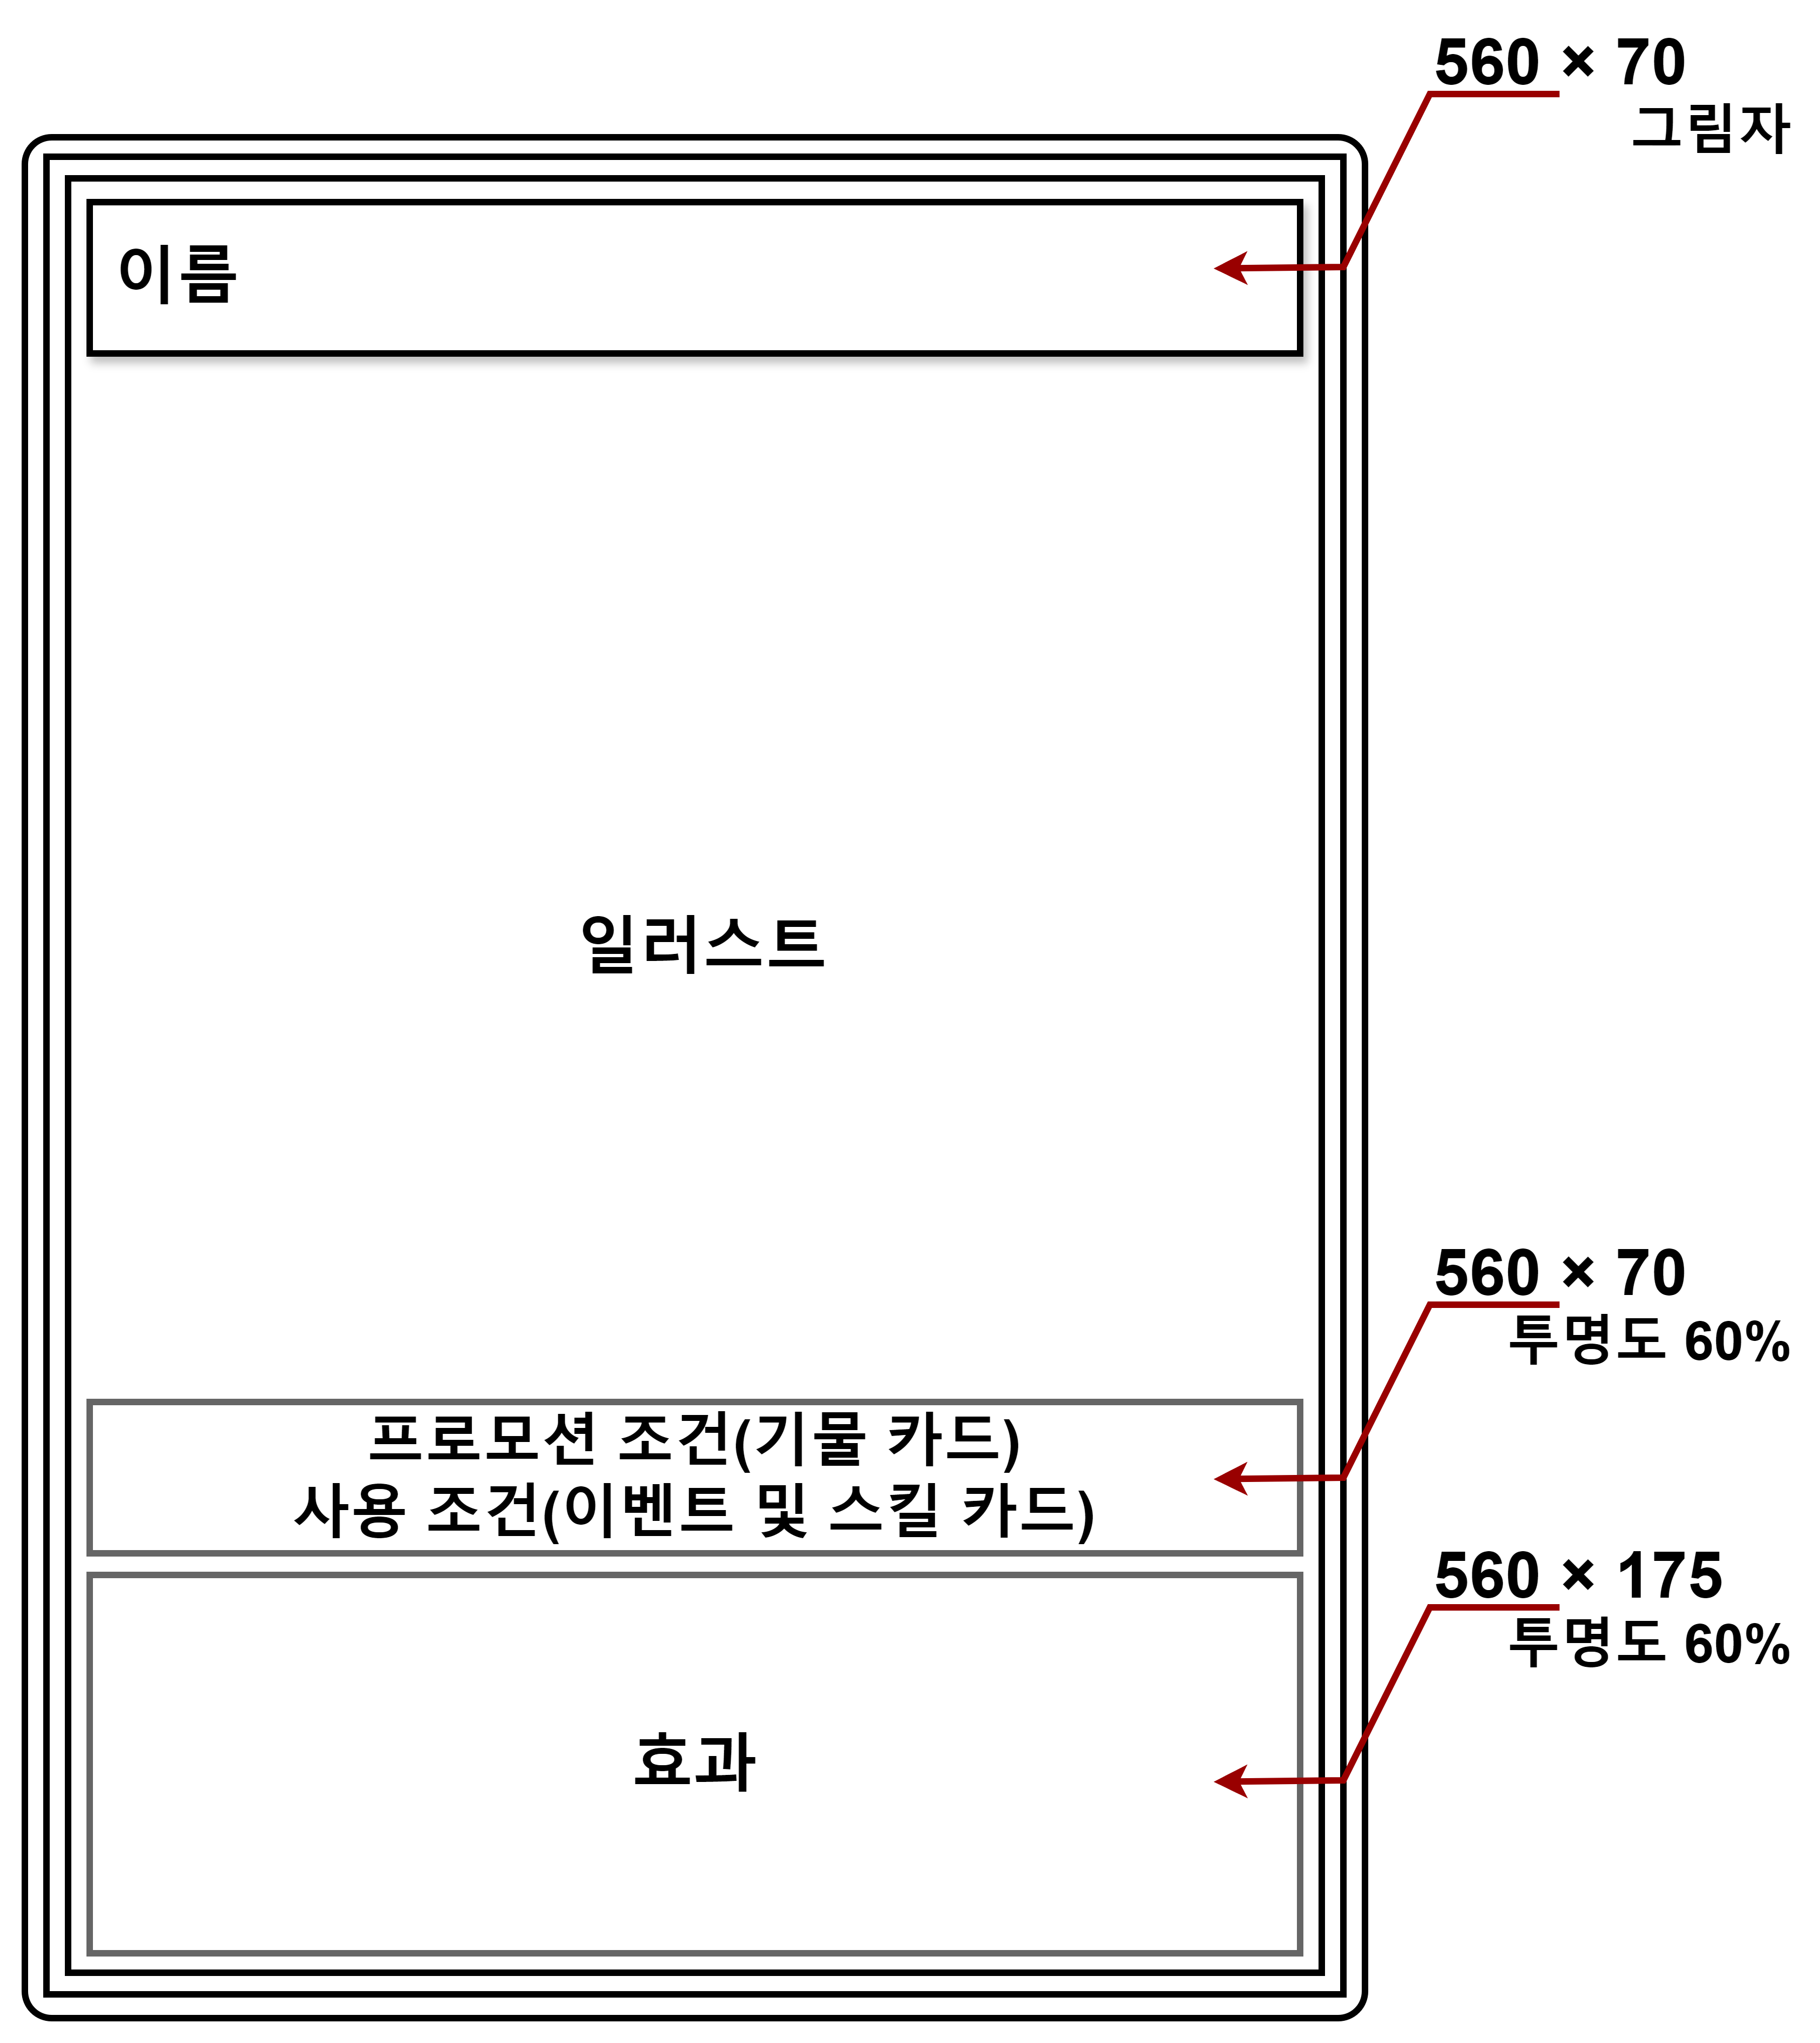 560 × 70
그림자
이름
일러스트
560 × 70
투명도 60%
프로모션 조건(기물 카드)
사용 조건(이벤트 및 스킬 카드)
560 × 175
투명도 60%
효과